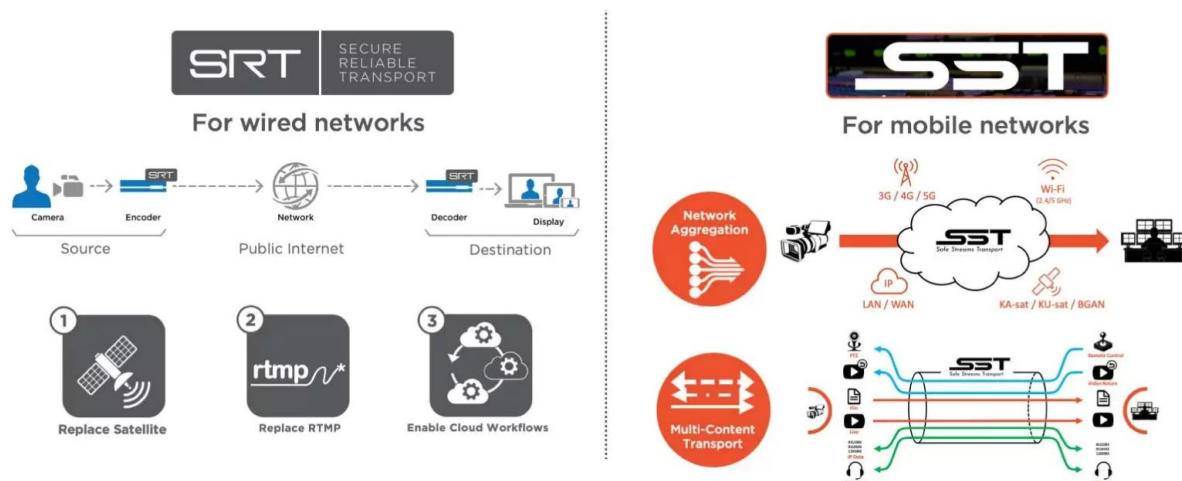 SRT
SECURE
RELIABLE
TRANSPORT
For wired networks
SRT
SRT
Camera
Encoder
Network
Decoder
Display
Source
Public Internet
Destination
1
2
3
rtmp
Replace Satellite
Replace RTMP
Enable Cloud Workflows
SST
For mobile networks
Network
Aggregation
3G / 4G / 5G
Wi-Fi
(2.4/5 GHz)
SST
Safe Streams Transport
IP
LAN / WAN
KA-sat / KU-sat / BGAN
Multi-Content
Transport
PTZ
Remote Control
SST
Safe Streams Transport
Video Return
File
Live
IP Data